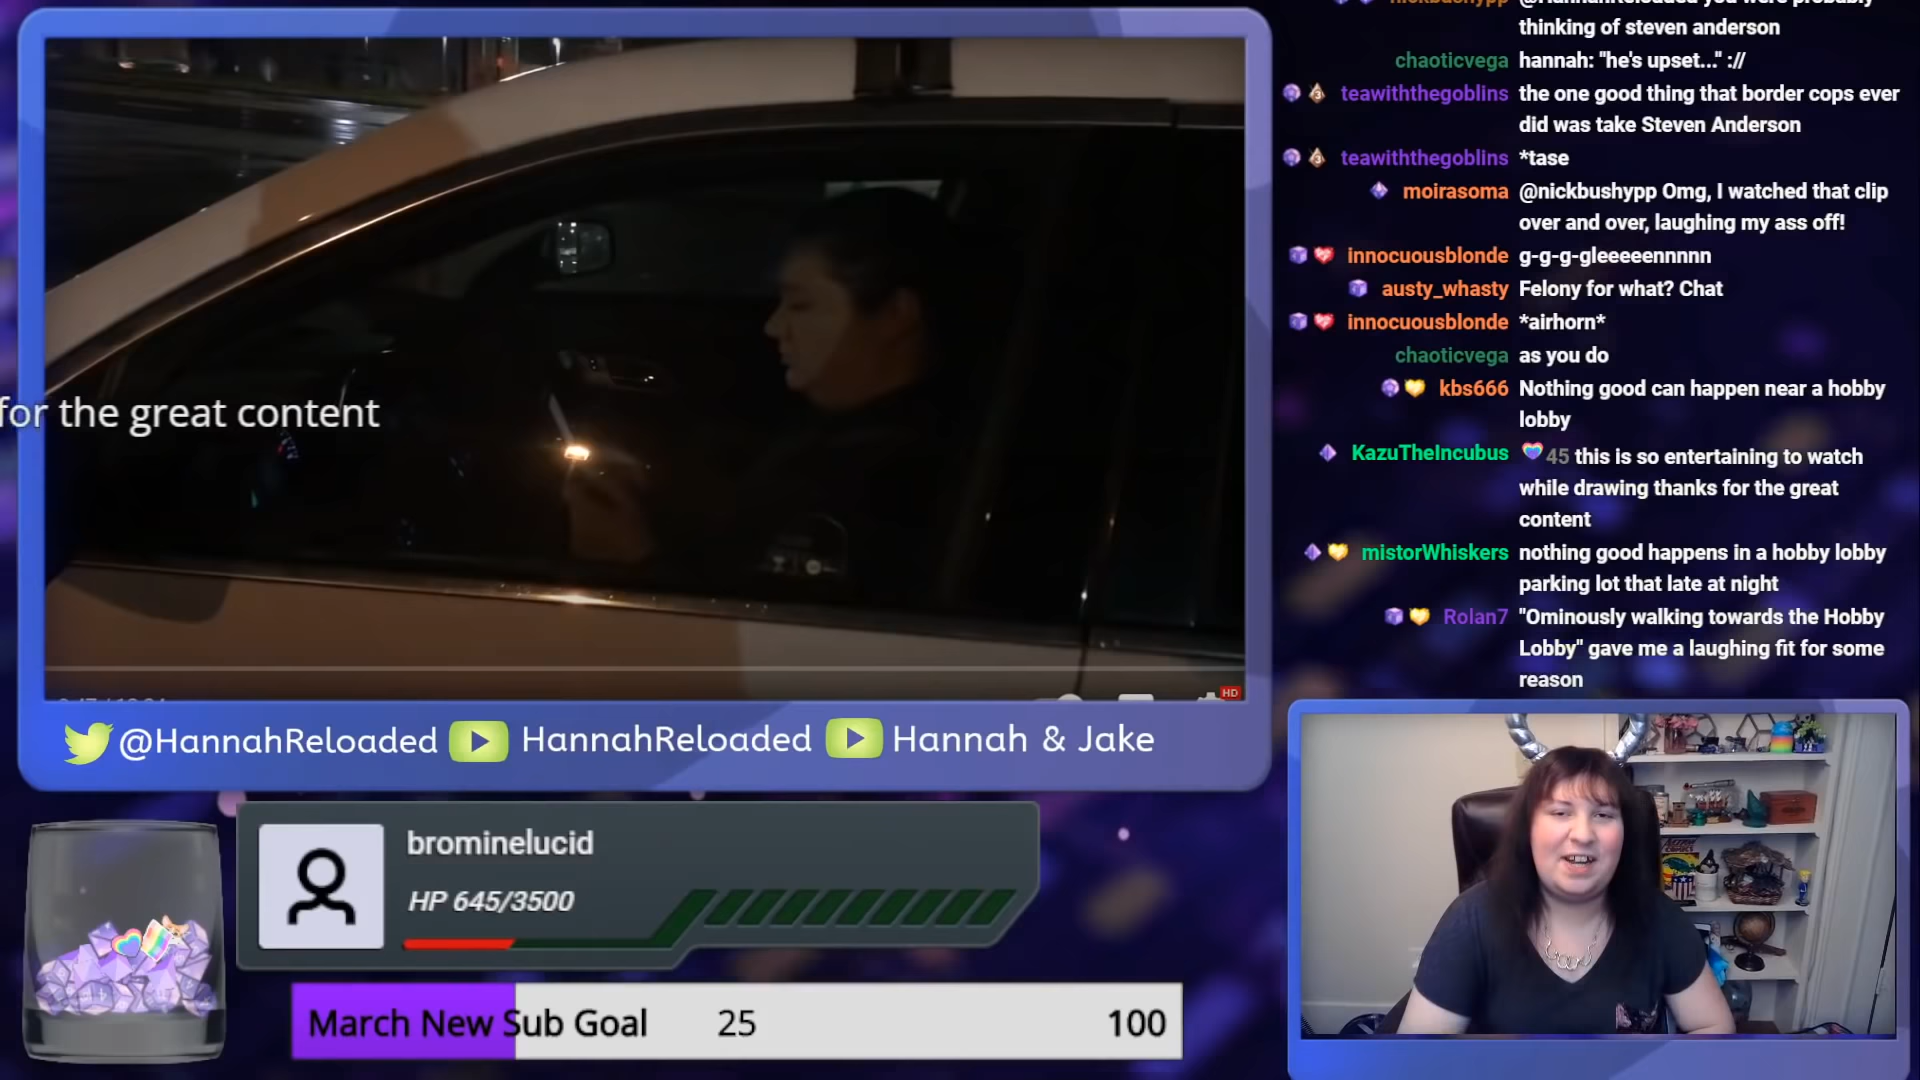 thinking of steven anderson
chaoticvega hannah: "he's upset..." ://
teawiththegoblins the one good thing that border cops ever
did was take Steven Anderson
teawiththegoblins *tase
moirasoma @nickbushypp Omg, I watched that clip
over and over, laughing my ass off!
innocuousblonde g-g-g-gleeeeennnnn
austy_whasty Felony for what? Chat
innocuousblonde *airhorn*
chaoticvega as you do
kbs666 Nothing good can happen near a hobby
lobby
KazuTheIncubus 45 this is so entertaining to watch
while drawing thanks for the great
content
mistorWhiskers nothing good happens in a hobby lobby
parking lot that late at night
Rolan7 "Ominously walking towards the Hobby
Lobby" gave me a laughing fit for some
reason
for the great content
HD
@HannahReloaded HannahReloaded Hannah & Jake
brominelucid
HP 645/3500
March New Sub Goal 25 100